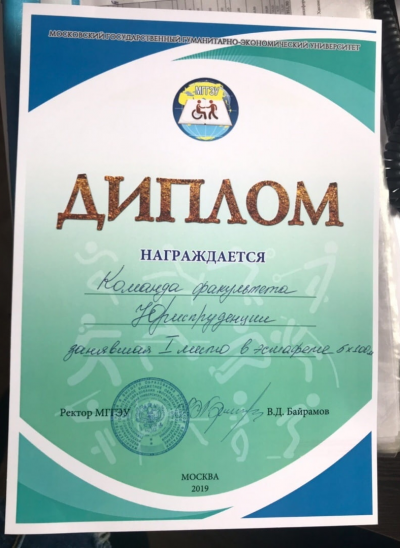 МОСКОВСКИЙ ГОСУДАРСТВЕННЫЙ ГУМАНИТАРНО-ЭКОНОМИЧЕСКИЙ УНИВЕРСИТЕТ
МГГЭУ
ДИПЛОМ
НАГРАЖДАЕТСЯ
Команда факультета
Юриспруденции
занявшая I место в эстафете
Ректор МГГЭУ
В.Д. Байрамов
МОСКВА
2019